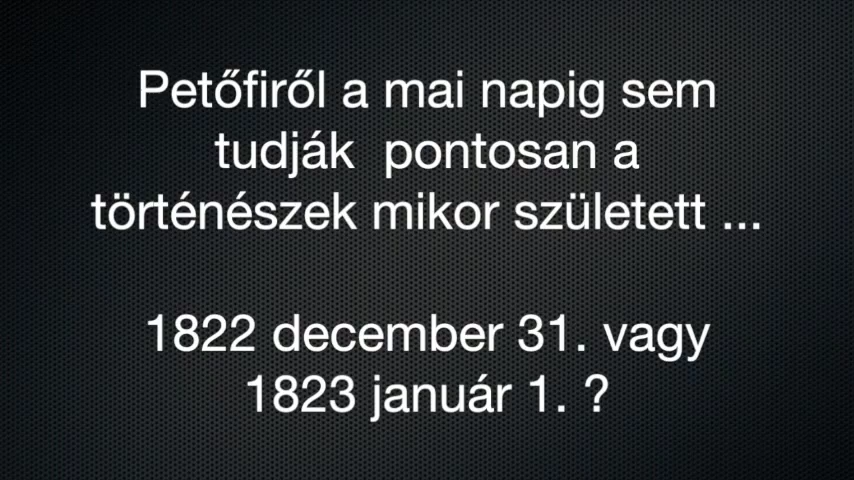 Petőfiről a mai napig sem
tudják  pontosan a
történészek mikor született ...
1822 december 31. vagy
1823 január 1. ?